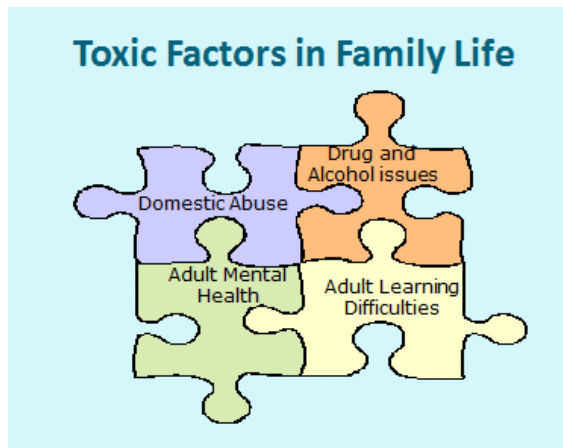 Toxic Factors in Family Life
Drug and
Alcohol issues
Domestic Abuse
Adult Mental
Health
Adult Learning
Difficulties